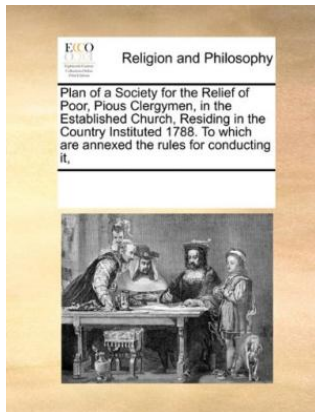 ECCO
Religion and Philosophy
Plan of a Society for the Relief of
Poor, Pious Clergymen, in the
Established Church, Residing in the
Country Instituted 1788. To which
are annexed the rules for conducting
it,